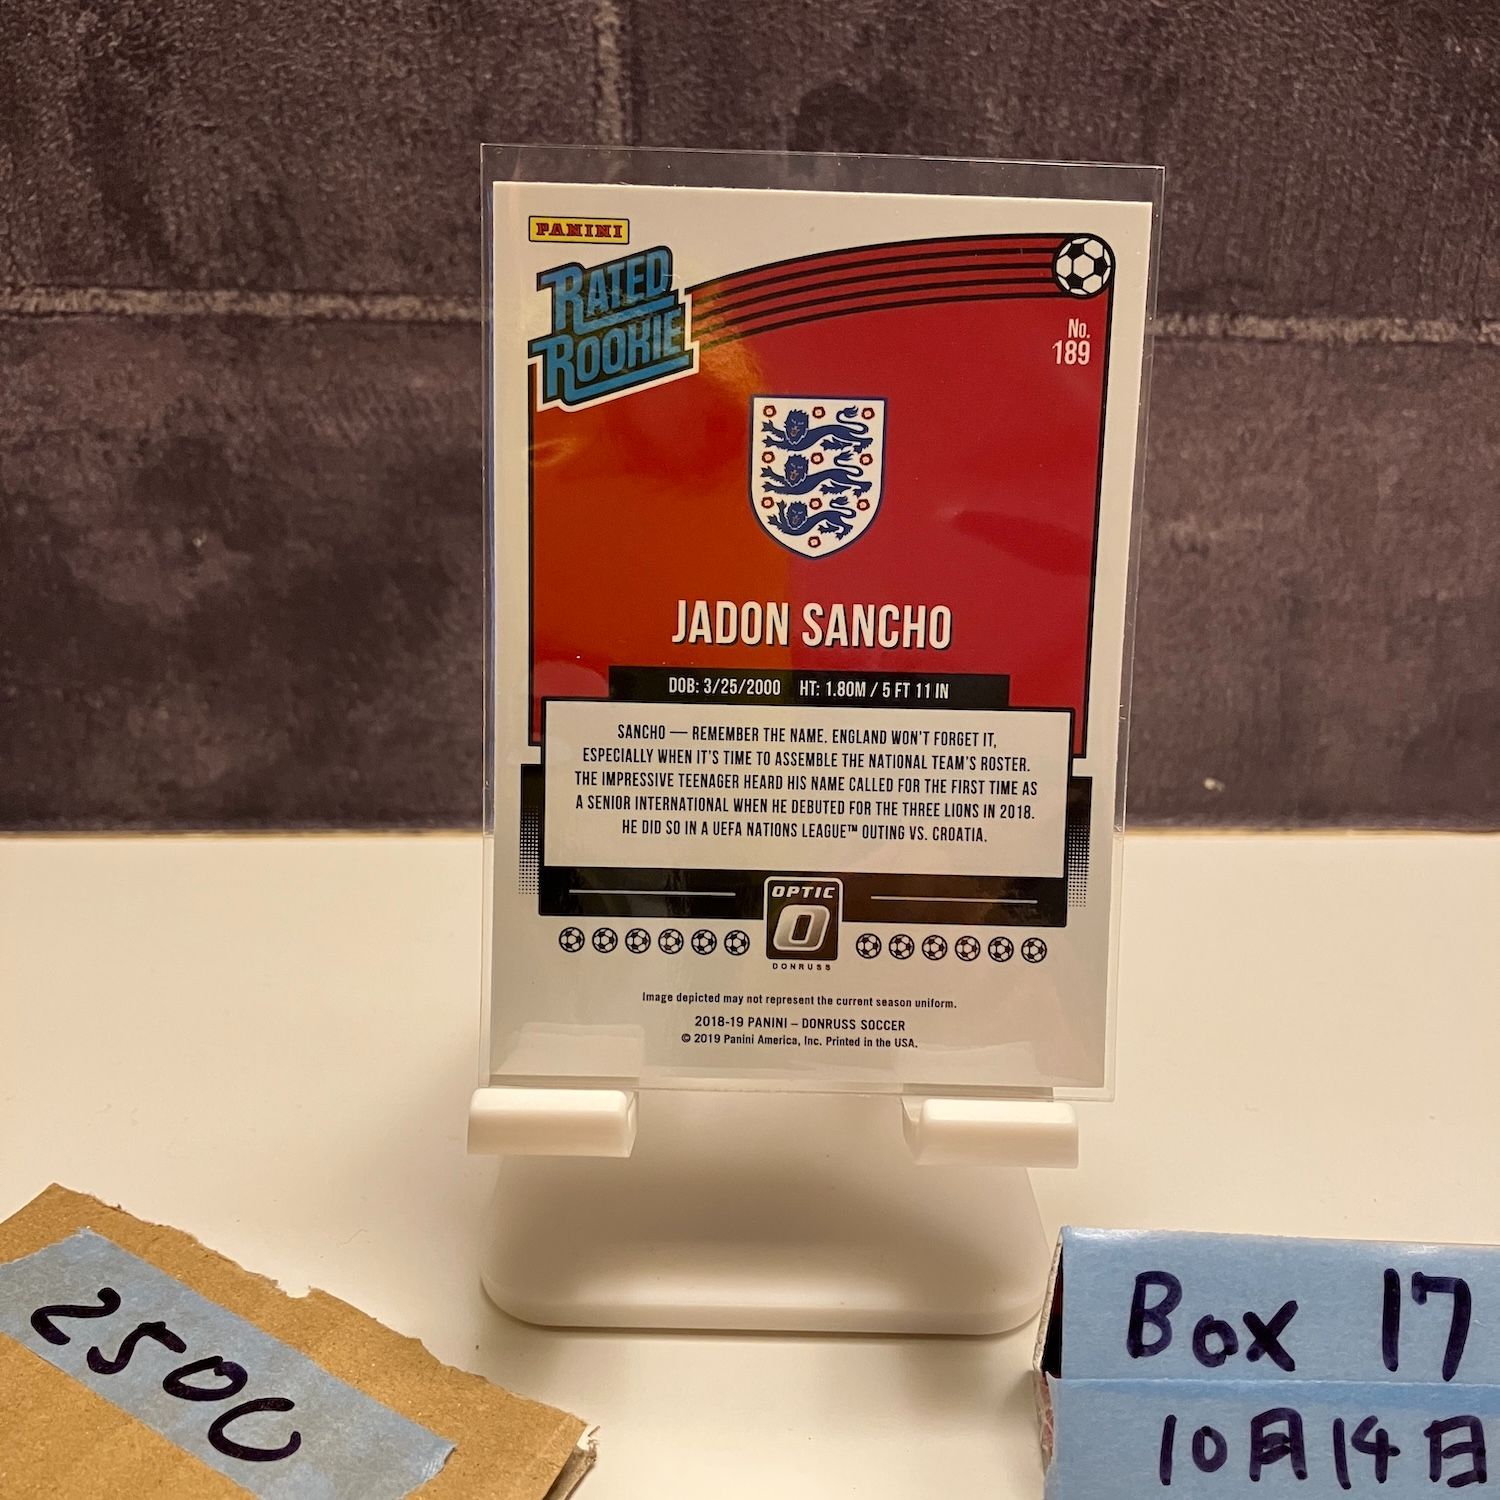 PANINI
RATED
ROOKIE
No.
189
JADON SANCHO
DOB: 3/25/2000 HT: 1.80M / 5 FT 11 IN
SANCHO — REMEMBER THE NAME. ENGLAND WON'T FORGET IT,
ESPECIALLY WHEN IT'S TIME TO ASSEMBLE THE NATIONAL TEAM'S ROSTER.
THE IMPRESSIVE TEENAGER HEARD HIS NAME CALLED FOR THE FIRST TIME AS
A SENIOR INTERNATIONAL WHEN HE DEBUTED FOR THE THREE LIONS IN 2018.
HE DID SO IN A UEFA NATIONS LEAGUE™ OUTING VS. CROATIA.
OPTIC
O
DONRUSS
Image depicted may not represent the current season uniform.
2018-19 PANINI – DONRUSS SOCCER
© 2019 Panini America, Inc. Printed in the USA.
250C
Box 17
10月14日